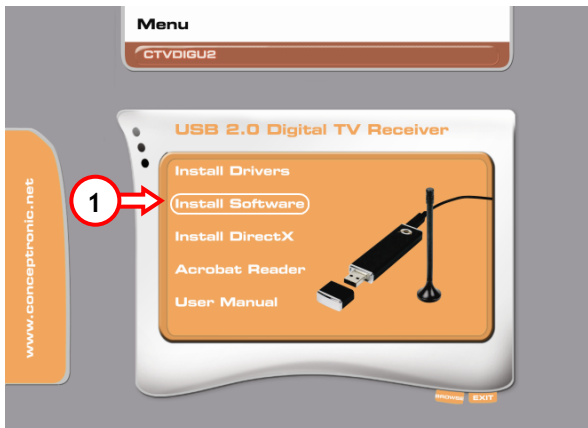 Menu
CTVDIGU2
www.conceptronic.net
USB 2.0 Digital TV Receiver
Install Drivers
1
Install Software
Install DirectX
Acrobat Reader
User Manual
BROWSE
EXIT